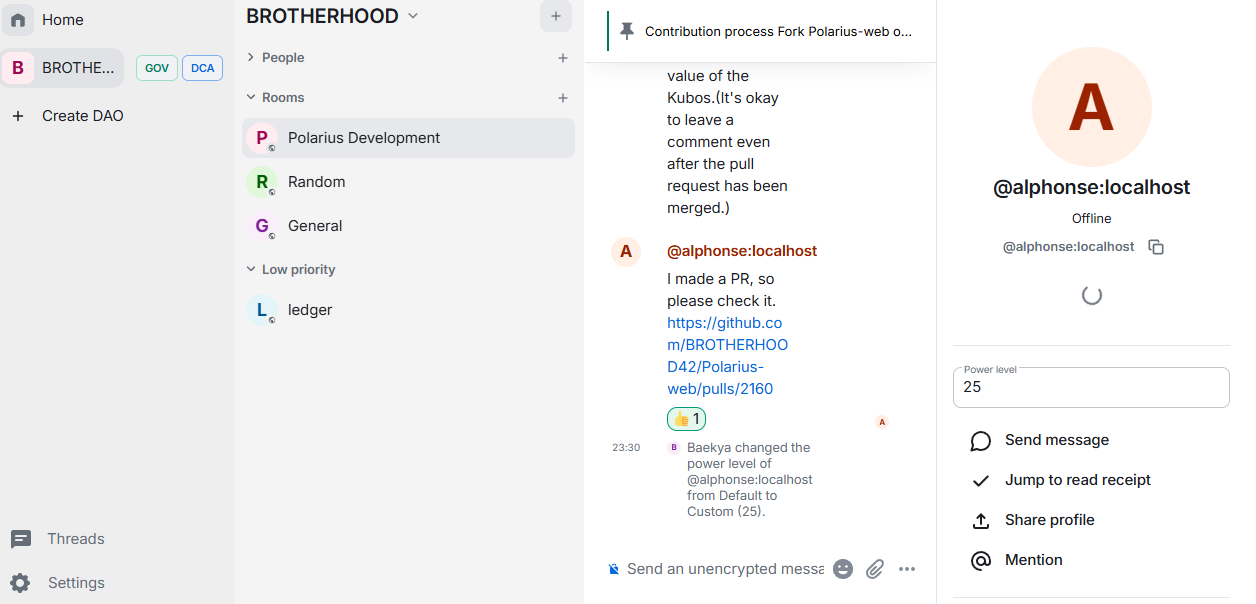 Home
B
BROTHE...
GOV
DCA
Create DAO
Threads
Settings
BROTHERHOOD
People
Rooms
P
Polarius Development
R
Random
G
General
Low priority
L
ledger
Contribution process Fork Polarius-web o...
value of the
Kubos.(It's okay
to leave a
comment even
after the pull
request has been
merged.)
A
@alphonse:localhost
I made a PR, so
please check it.
https://github.co
m/BROTHERHOO
D42/Polarius-
web/pulls/2160
👍 1
A
23:30
B
Baekya changed the
power level of
@alphonse:localhost
from Default to
Custom (25).
Send an unencrypted messa
A
@alphonse:localhost
Offline
@alphonse:localhost
Power level
25
Send message
Jump to read receipt
Share profile
Mention